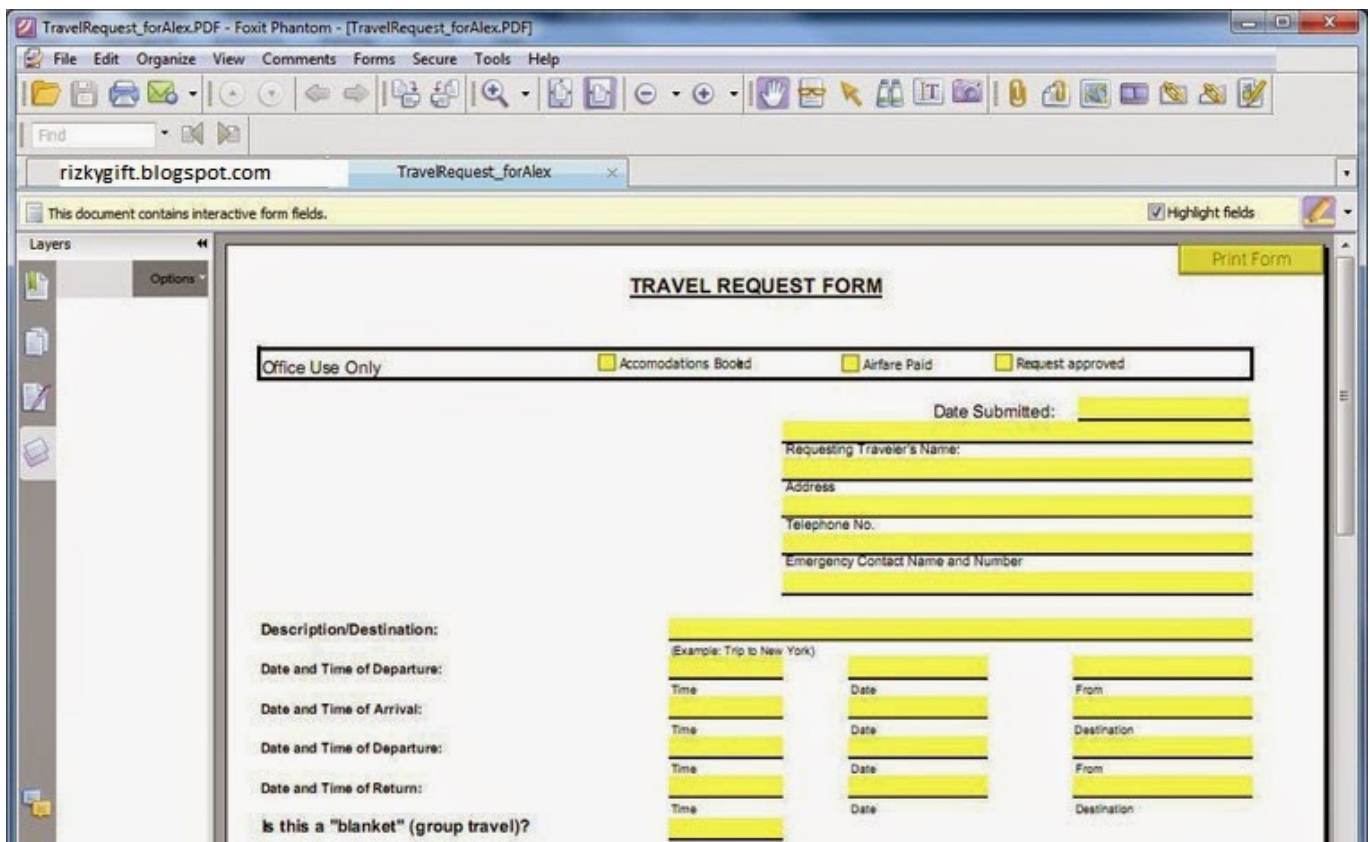 TravelRequest_forAlex.PDF - Foxit Phantom - [TravelRequest_forAlex.PDF]
File Edit Organize View Comments Forms Secure Tools Help
Find
rizkygift.blogspot.com TravelRequest_forAlex
This document contains interactive form fields. Highlight fields
Layers
Options
Print Form
TRAVEL REQUEST FORM
Office Use Only Accomodations Booked Airfare Paid Request approved
Date Submitted:
Requesting Traveler's Name:
Address
Telephone No.
Emergency Contact Name and Number
Description/Destination:
(Example: Trip to New York)
Date and Time of Departure:
Time Date From
Date and Time of Arrival:
Time Date Destination
Date and Time of Departure:
Time Date From
Date and Time of Return:
Time Date Destination
Is this a "blanket" (group travel)?